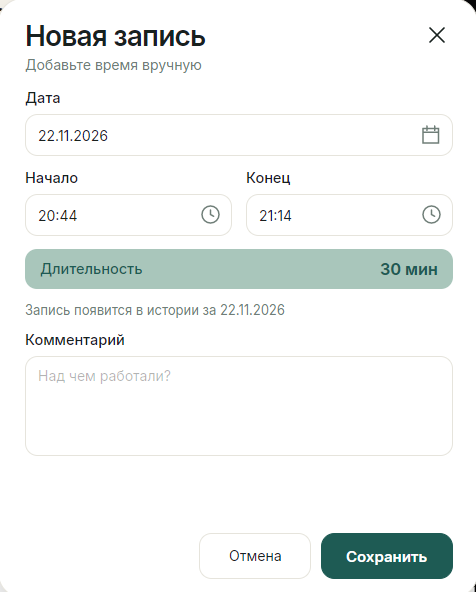 Новая запись
Добавьте время вручную
Дата
22.11.2026
Начало
Конец
20:44
21:14
Длительность
30 мин
Запись появится в истории за 22.11.2026
Комментарий
Над чем работали?
Отмена
Сохранить